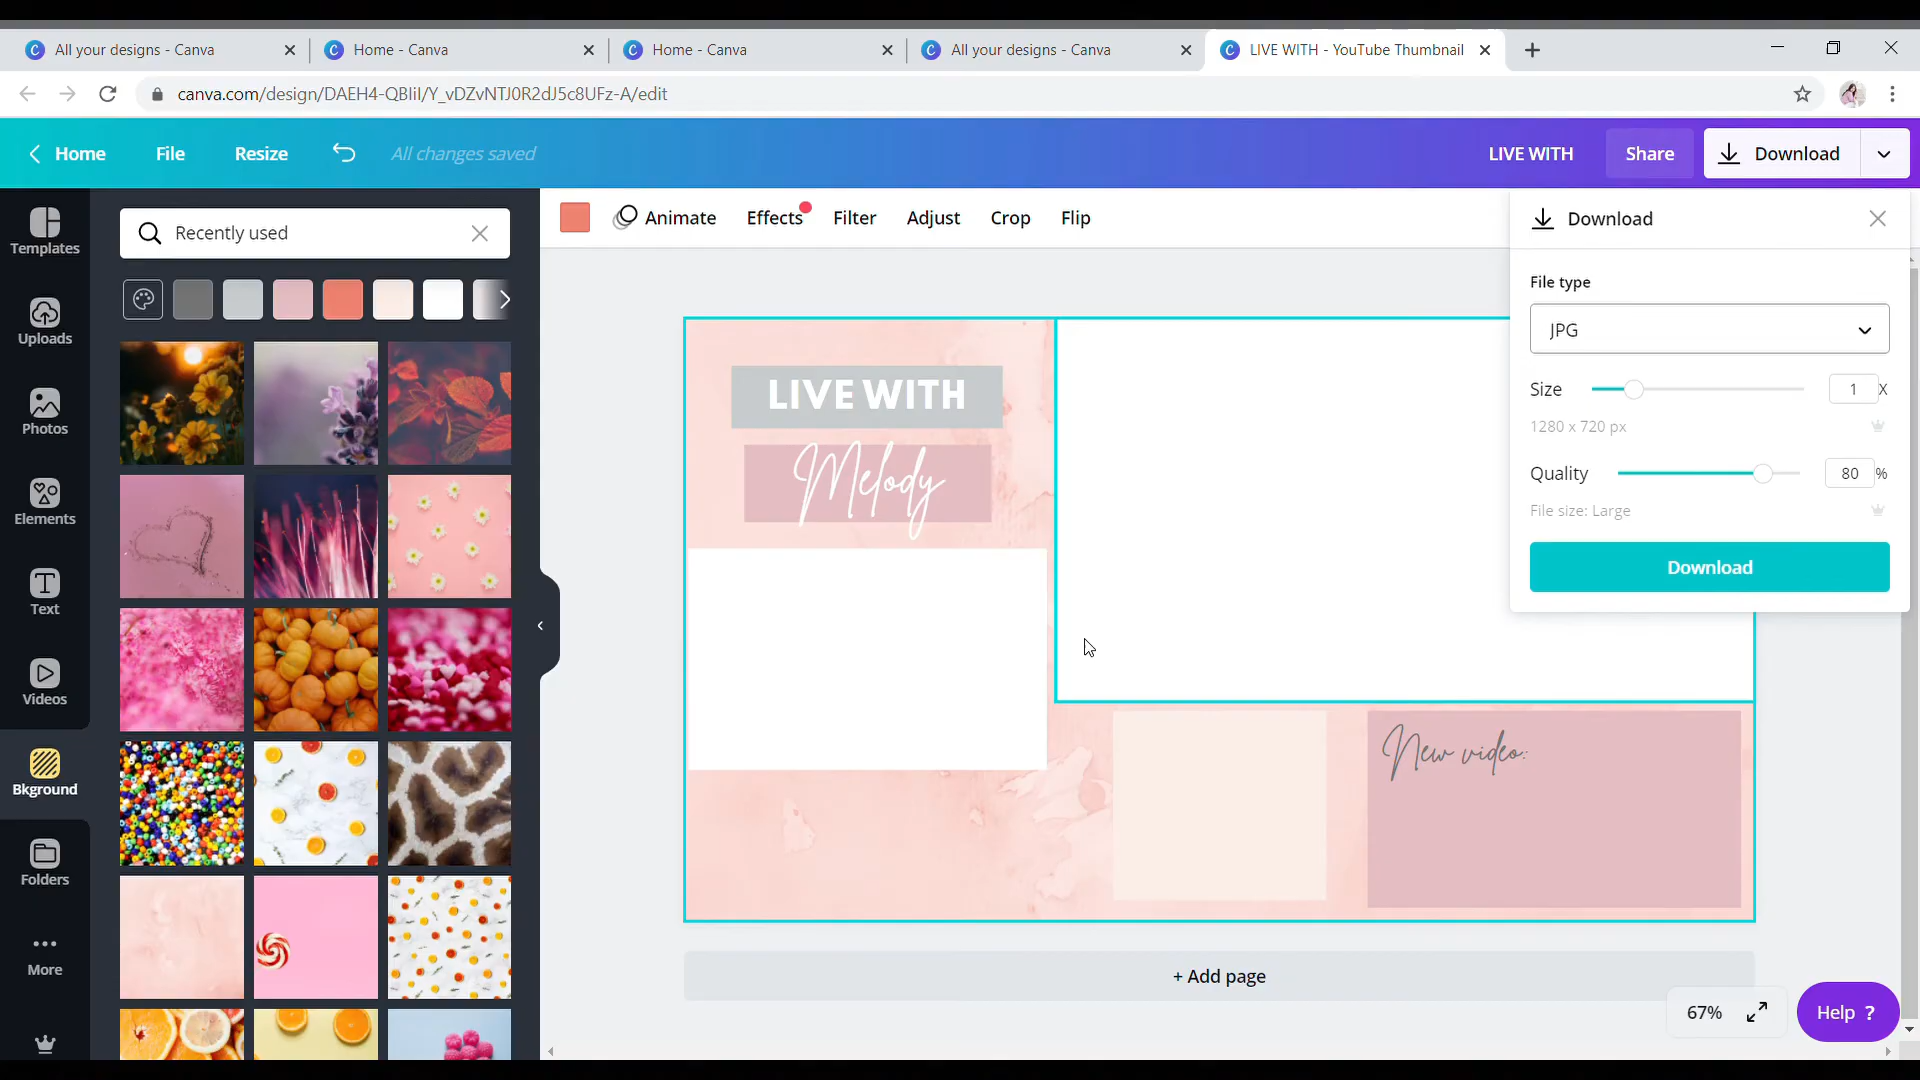 All your designs - Canva
Home - Canva
Home - Canva
All your designs - Canva
LIVE WITH - YouTube Thumbnail
canva.com/design/DAEH4-QBIiI/Y_vDZvNTJ0R2dJ5c8UFz-A/edit
Home
File
Resize
All changes saved
LIVE WITH
Share
Download
Templates
Uploads
Photos
Elements
Text
Videos
Bkground
Folders
More
Recently used
Animate
Effects
Filter
Adjust
Crop
Flip
LIVE WITH
Melody
New video:
+ Add page
Download
File type
JPG
Size
1 X
1280 x 720 px
Quality
80 %
File size: Large
Download
67%
Help ?